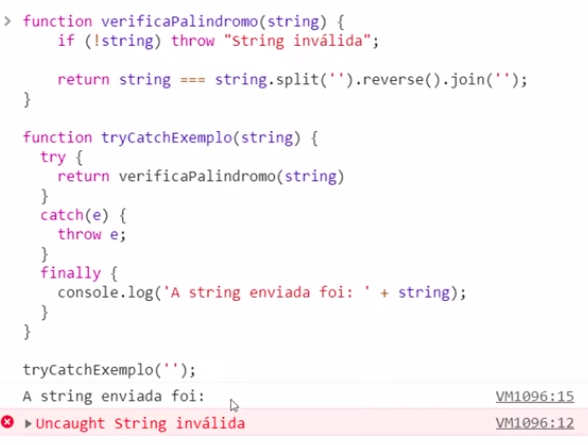 function verificaPalindromo(string) {
if (!string) throw "String inválida";
return string === string.split('').reverse().join('');
}
function tryCatchExemplo(string) {
try {
return verificaPalindromo(string)
}
catch(e) {
throw e;
}
finally {
console.log('A string enviada foi: ' + string);
}
}
tryCatchExemplo('');
A string enviada foi: VM1096:15
Uncaught String inválida VM1096:12